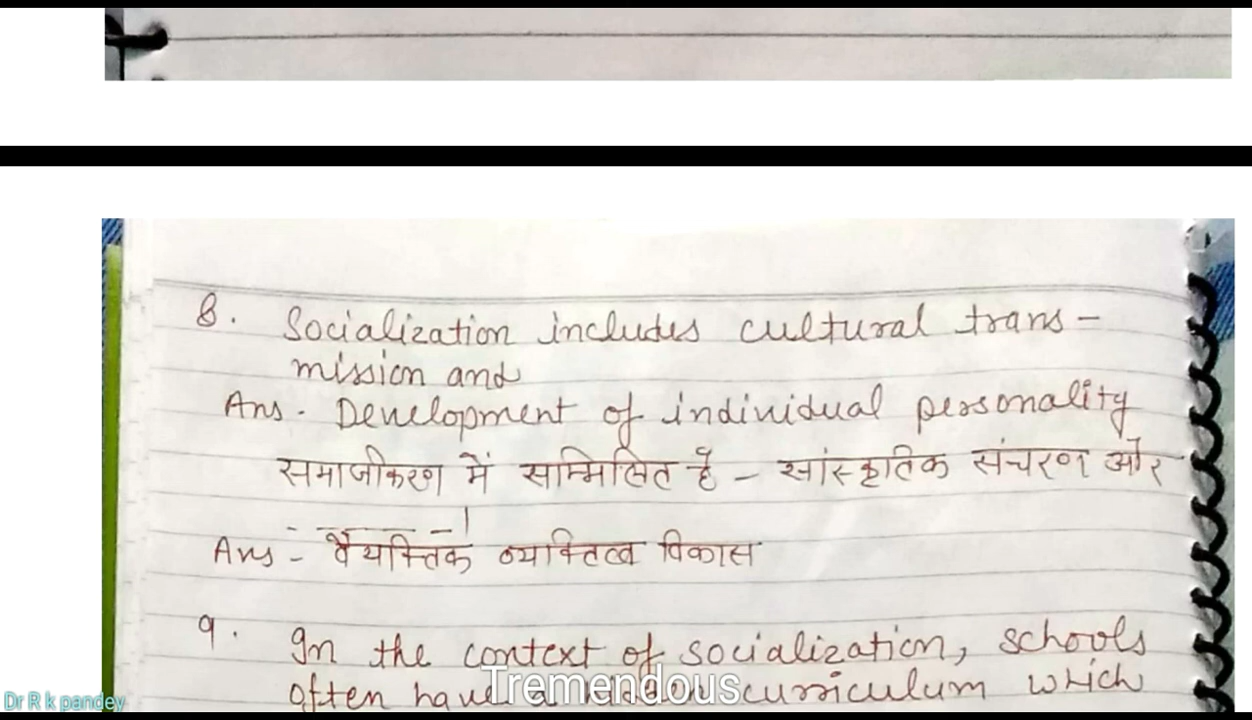 8. Socialization includes cultural trans-
mission and
Ans. Development of individual personality
समाजीकरण में सम्मिलित है - सांस्कृतिक संचरण और
- ---- - ।
Ans - वैयक्तिक व्यक्तित्व विकास
9. In the context of socialization, schools
often have a curriculum which
Tremendous
Dr R k pandey